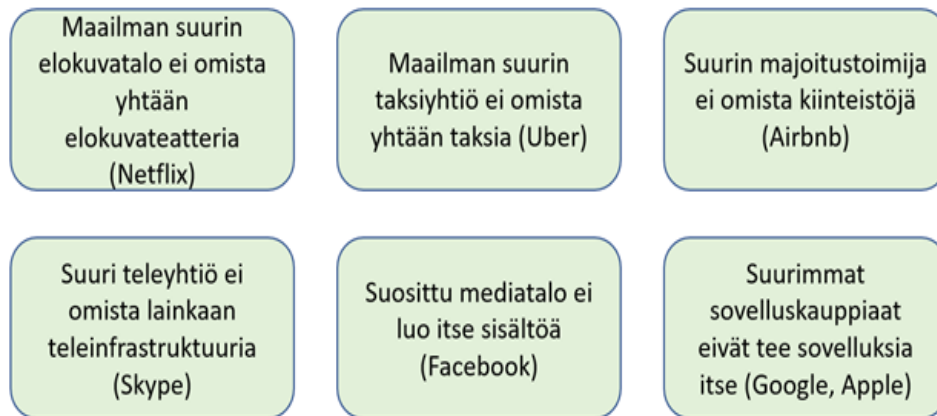 Maailman suurin
elokuvatalo ei omista
yhtään
elokuvateatteria
(Netflix)
Maailman suurin
taksiyhtiö ei omista
yhtään taksia (Uber)
Suurin majoitustoimija
ei omista kiinteistöjä
(Airbnb)
Suuri teleyhtiö ei
omista lainkaan
teleinfrastruktuuria
(Skype)
Suosittu mediatalo ei
luo itse sisältöä
(Facebook)
Suurimmat
sovelluskauppiaat
eivät tee sovelluksia
itse (Google, Apple)